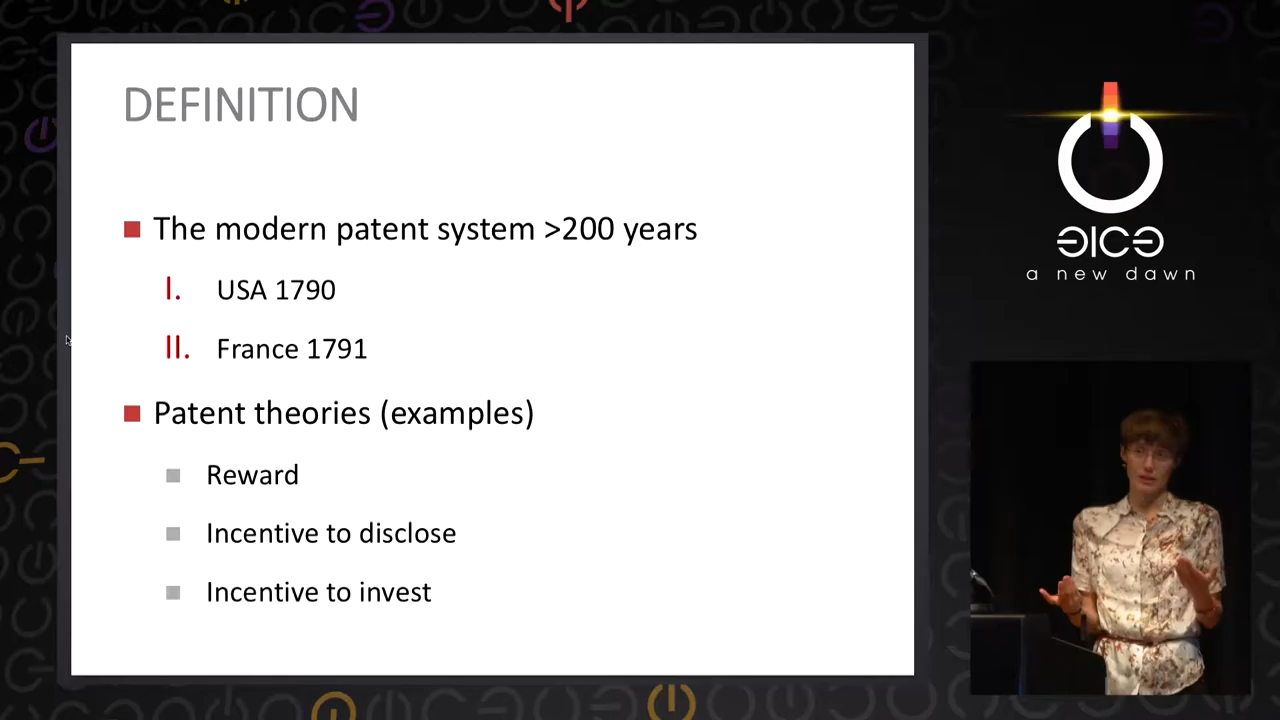 DEFINITION
The modern patent system >200 years
I. USA 1790
II. France 1791
Patent theories (examples)
Reward
Incentive to disclose
Incentive to invest
a new dawn